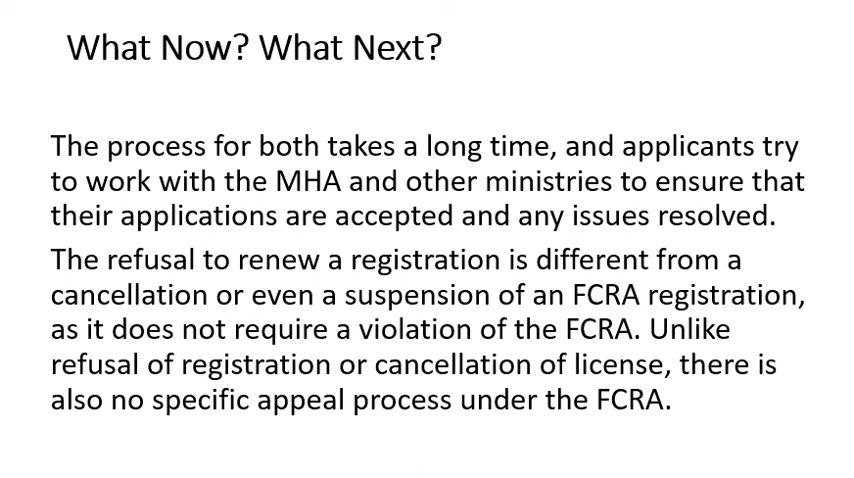 What Now? What Next?
The process for both takes a long time, and applicants try
to work with the MHA and other ministries to ensure that
their applications are accepted and any issues resolved.
The refusal to renew a registration is different from a
cancellation or even a suspension of an FCRA registration,
as it does not require a violation of the FCRA. Unlike
refusal of registration or cancellation of license, there is
also no specific appeal process under the FCRA.